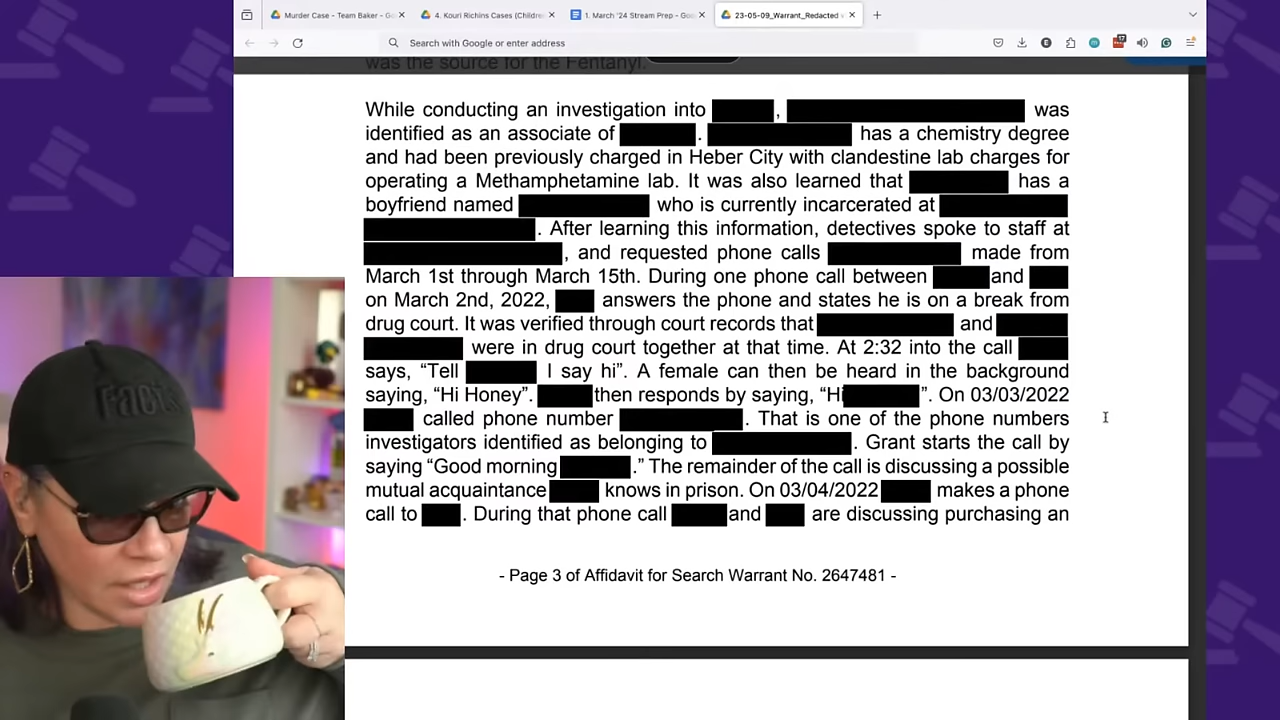 Murder Case - Team Baker - Go
4. Kouri Richins Cases (Childre
1. March '24 Stream Prep - Goo
23-05-09_Warrant_Redacted
Search with Google or enter address
17
was the source for the Fentanyl.
While conducting an investigation into , was
identified as an associate of . has a chemistry degree
and had been previously charged in Heber City with clandestine lab charges for
operating a Methamphetamine lab. It was also learned that has a
boyfriend named who is currently incarcerated at
. After learning this information, detectives spoke to staff at
, and requested phone calls made from
March 1st through March 15th. During one phone call between and
on March 2nd, 2022, answers the phone and states he is on a break from
drug court. It was verified through court records that and
were in drug court together at that time. At 2:32 into the call
says, “Tell I say hi”. A female can then be heard in the background
saying, “Hi Honey”. then responds by saying, “Hi ”. On 03/03/2022
called phone number . That is one of the phone numbers
investigators identified as belonging to . Grant starts the call by
saying “Good morning .” The remainder of the call is discussing a possible
mutual acquaintance knows in prison. On 03/04/2022 makes a phone
call to . During that phone call and are discussing purchasing an
- Page 3 of Affidavit for Search Warrant No. 2647481 -
FACTS